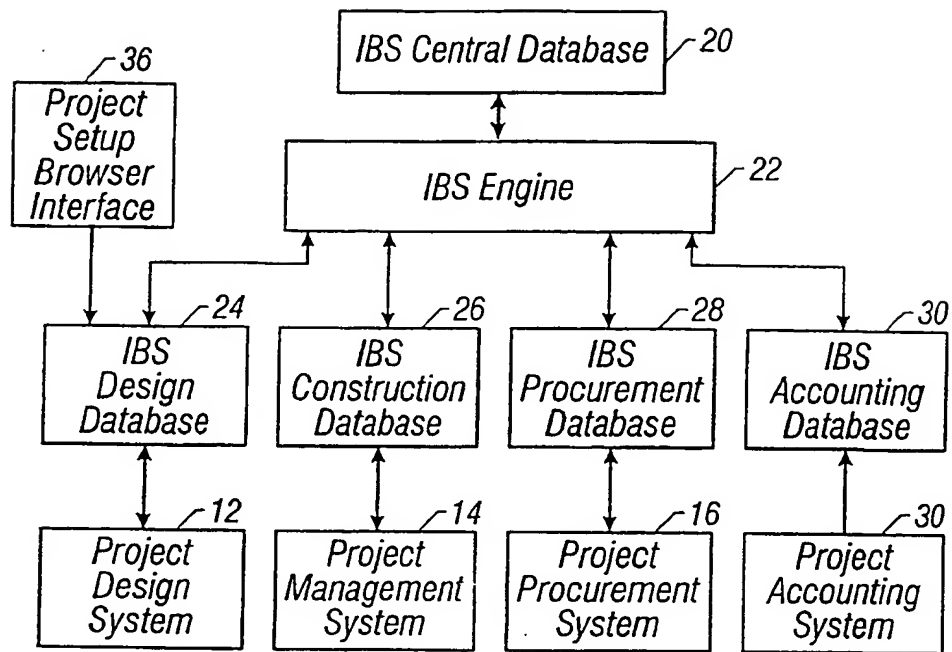 36
Project
Setup
Browser
Interface
IBS Central Database
20
IBS Engine
22
24
IBS
Design
Database
26
IBS
Construction
Database
28
IBS
Procurement
Database
30
IBS
Accounting
Database
12
Project
Design
System
14
Project
Management
System
16
Project
Procurement
System
30
Project
Accounting
System